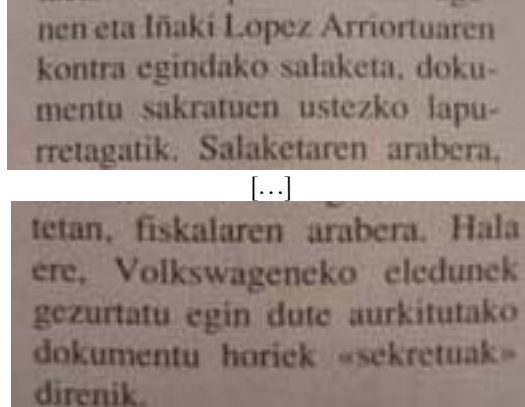 nen eta Iñaki Lopez Arriortuaren
kontra egindako salaketa, doku-
mentu sakratuen ustezko lapu-
rretagatik. Salaketaren arabera,
[…]
tetan, fiskalaren arabera. Hala
ere, Volkswageneko eledunek
gezurtatu egin dute aurkitutako
dokumentu horiek «sekretuak»
direnik.